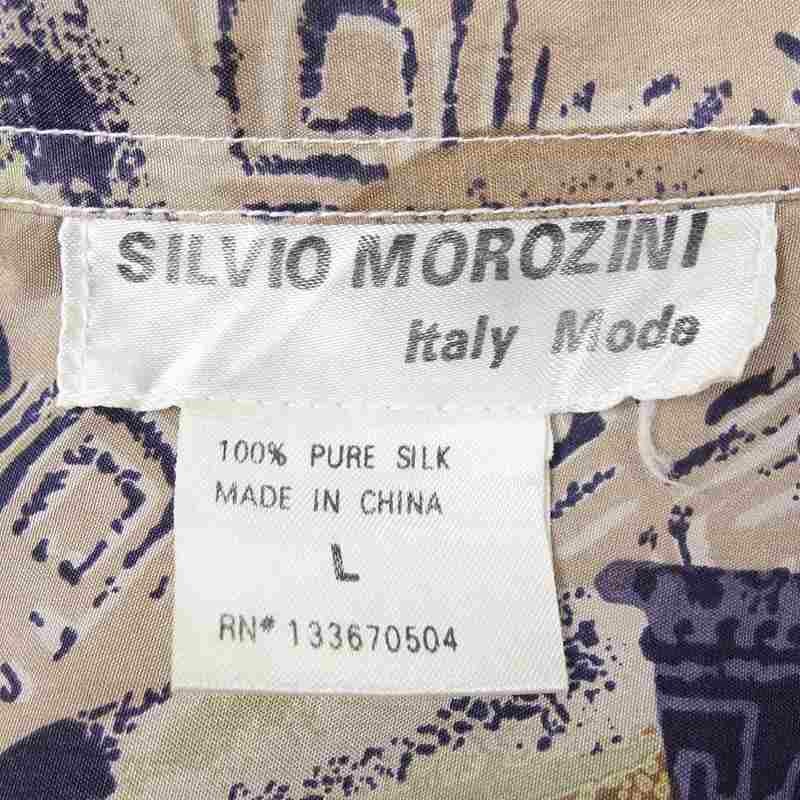 SILVIO MOROZINI
Italy Mode
100% PURE SILK
MADE IN CHINA
L
RN# 133670504